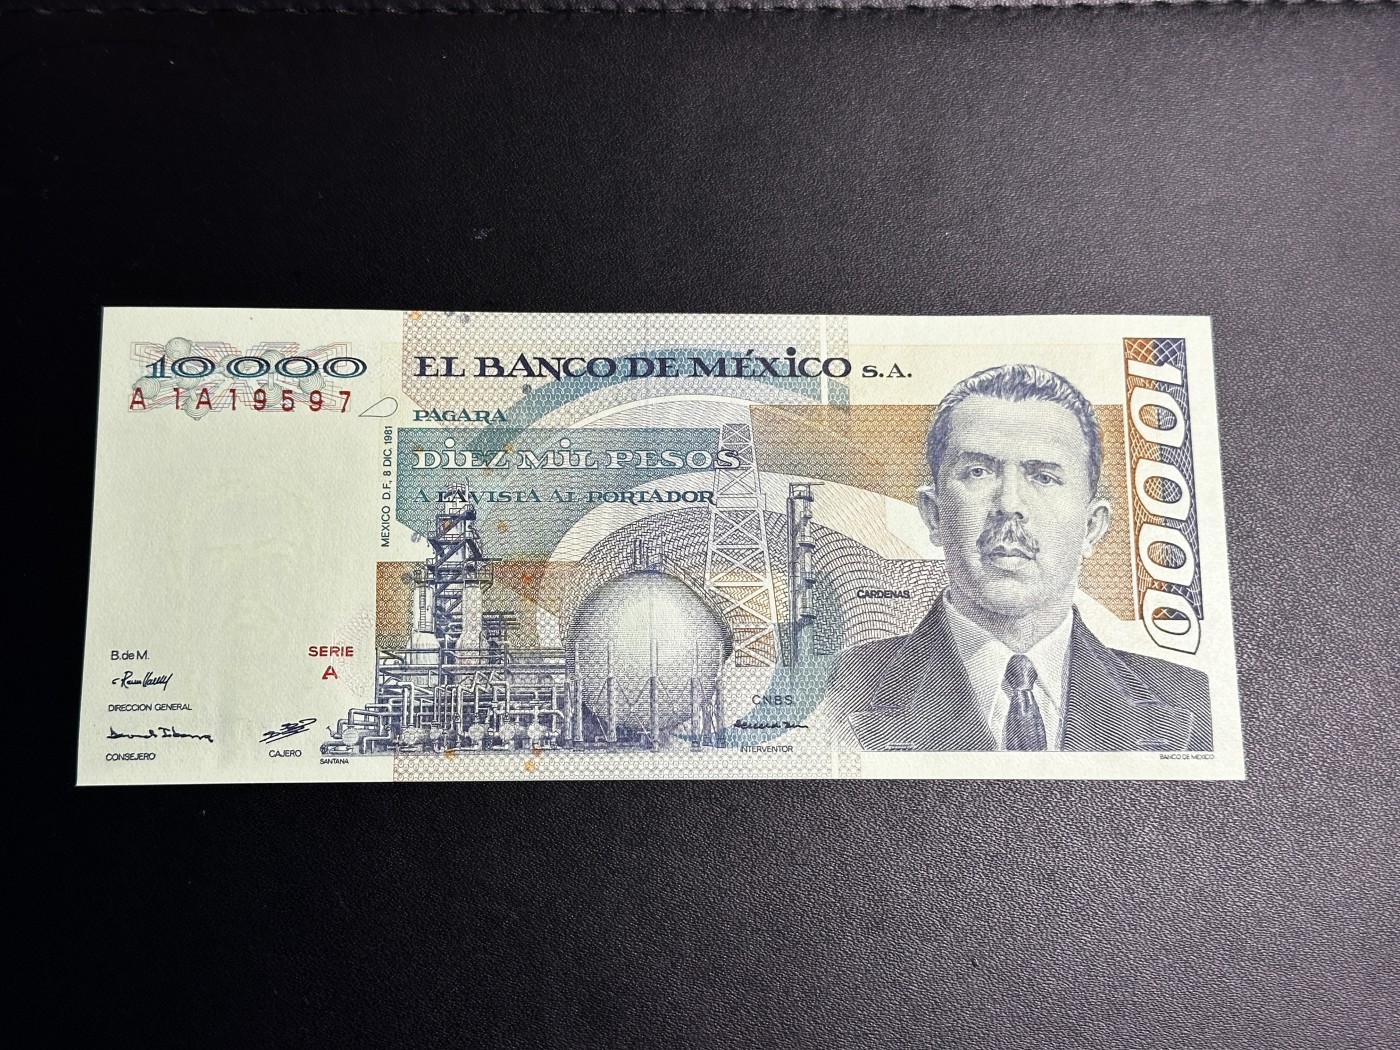 10 000
A 1A19597
EL BANCO DE MÉXICO S.A.
PAGARA
DIEZ MIL PESOS
A LA VISTA AL PORTADOR
MEXICO D.F., 8 DIC. 1981
10000
CARDENAS
B.de M.
DIRECCION GENERAL
CONSEJERO
SERIE
A
CAJERO
SANTANA
C N B S
INTERVENTOR
BANCO DE MEXICO